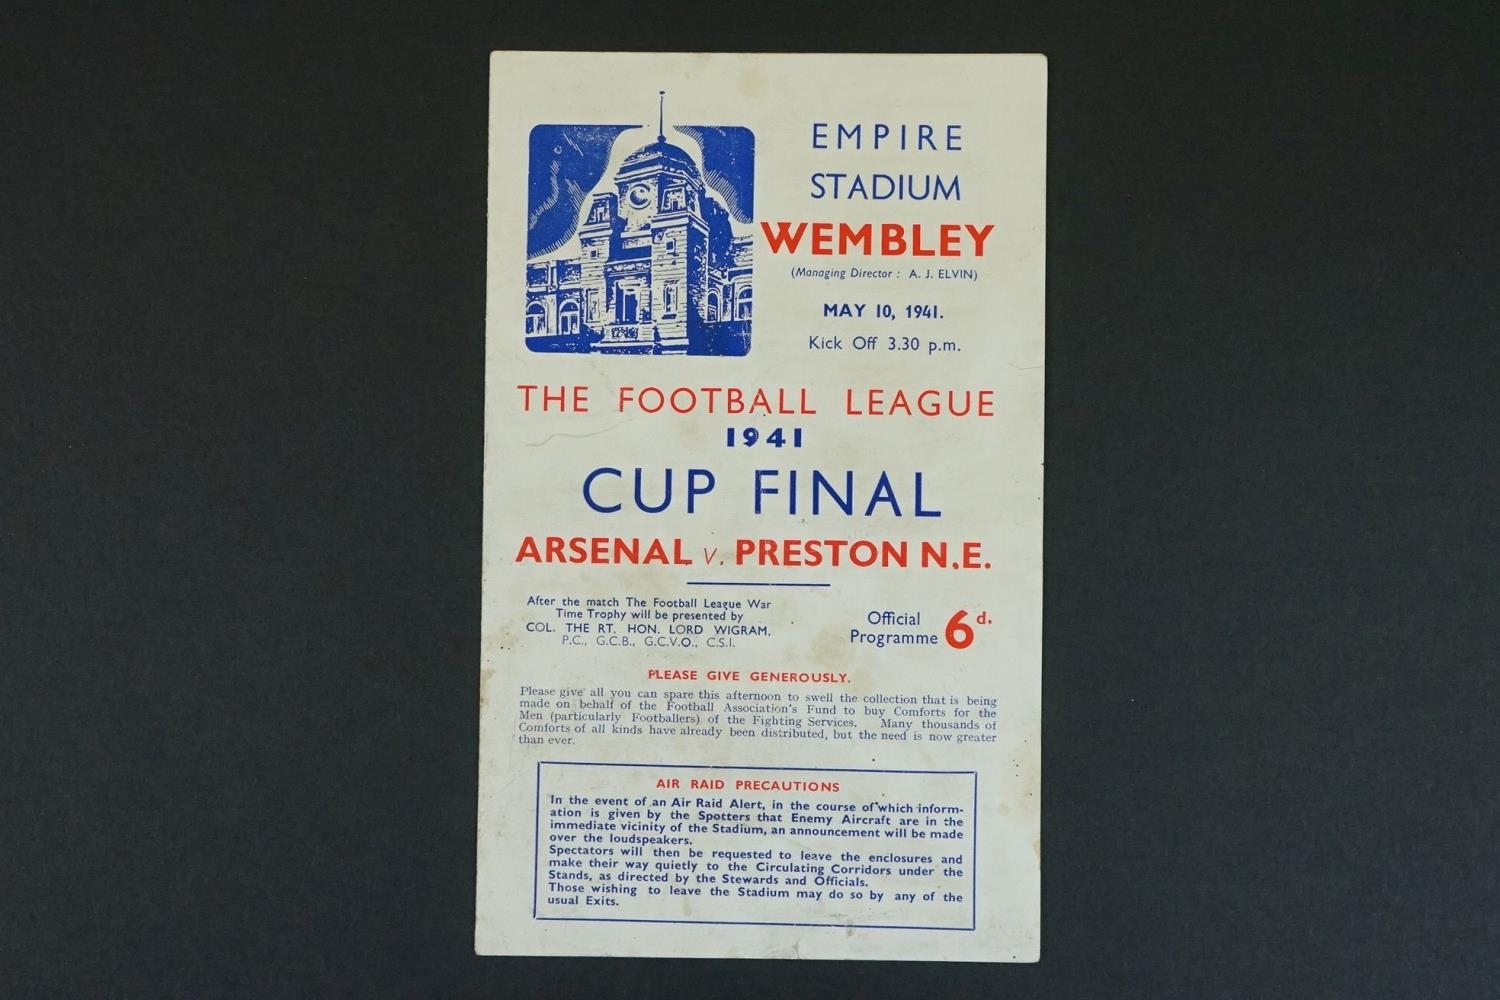 EMPIRE
STADIUM
WEMBLEY
(Managing Director : A. J. ELVIN)
MAY 10, 1941.
Kick Off 3.30 p.m.
THE FOOTBALL LEAGUE
1941
CUP FINAL
ARSENAL v. PRESTON N.E.
After the match The Football League War
Time Trophy will be presented by
COL. THE RT. HON. LORD WIGRAM,
P.C., G.C.B., G.C.V.O., C.S.I.
Official
Programme 6d.
PLEASE GIVE GENEROUSLY.
Please give all you can spare this afternoon to swell the collection that is being
made on behalf of the Football Association's Fund to buy Comforts for the
Men (particularly Footballers) of the Fighting Services. Many thousands of
Comforts of all kinds have already been distributed, but the need is now greater
than ever.
AIR RAID PRECAUTIONS
In the event of an Air Raid Alert, in the course of which inform-
ation is given by the Spotters that Enemy Aircraft are in the
immediate vicinity of the Stadium, an announcement will be made
over the loudspeakers.
Spectators will then be requested to leave the enclosures and
make their way quietly to the Circulating Corridors under the
Stands, as directed by the Stewards and Officials.
Those wishing to leave the Stadium may do so by any of the
usual Exits.